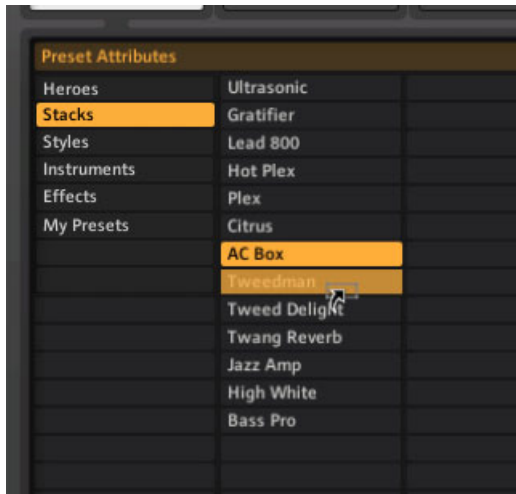 Preset Attributes
Heroes
Stacks
Styles
Instruments
Effects
My Presets
Ultrasonic
Gratifier
Lead 800
Hot Plex
Plex
Citrus
AC Box
Tweedman
Tweed Delight
Twang Reverb
Jazz Amp
High White
Bass Pro